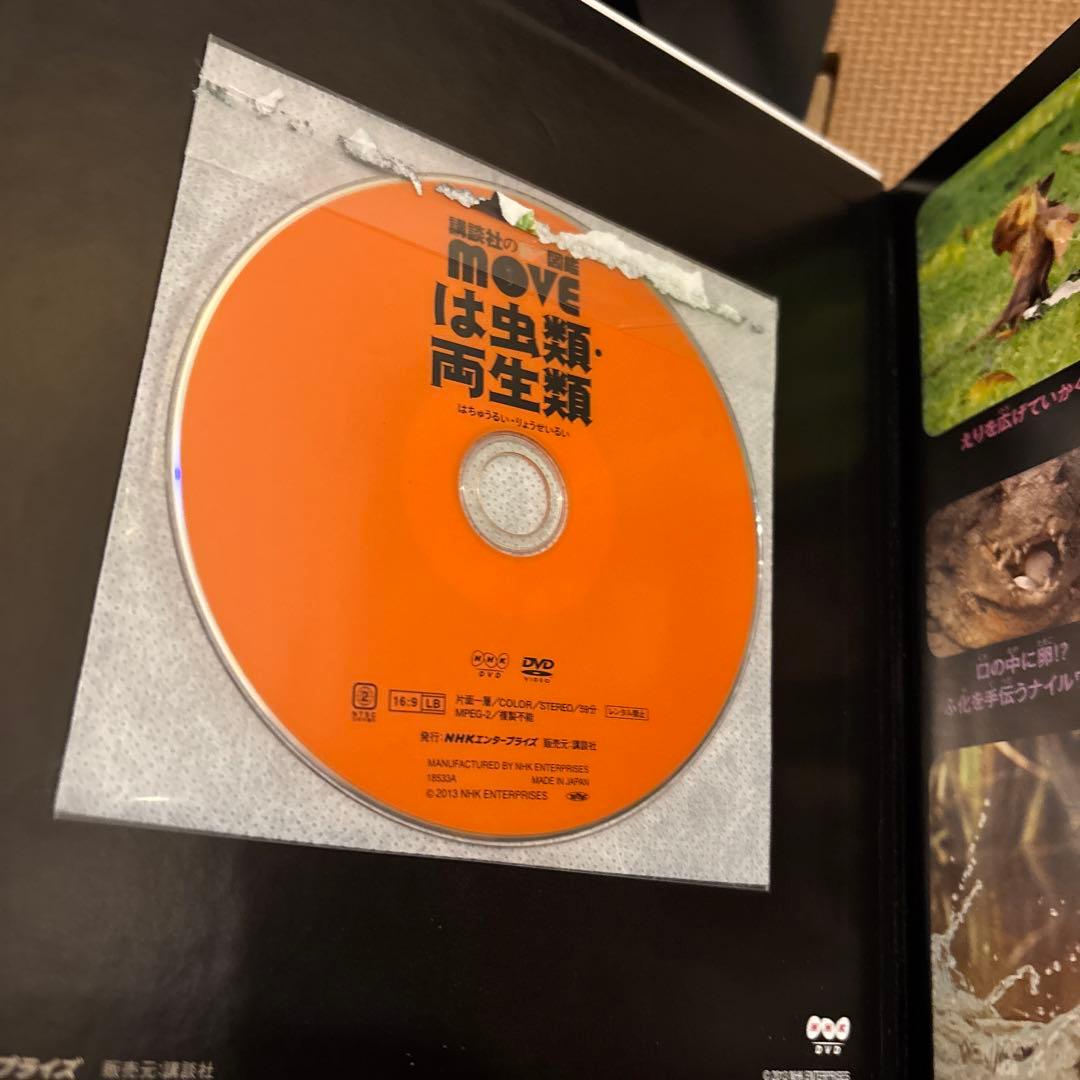 講談社の 図鑑
MOVE
は虫類・
両生類
はちゅうるい・りょうせいるい
NHK
DVD
DVD
VIDEO
2
NTSC
16:9 LB
片面一層/COLOR/STEREO/59分
MPEG-2/複製不能
レンタル禁止
発行:NHKエンタープライズ 販売元:講談社
MANUFACTURED BY NHK ENTERPRISES
18533A MADE IN JAPAN
©2013 NHK ENTERPRISES
えりを広げていかく
口の中に卵!?
ふ化を手伝うナイルワ
NHK
DVD
©2013 NHK ENTERPRISES
プライズ 販売元:講談社